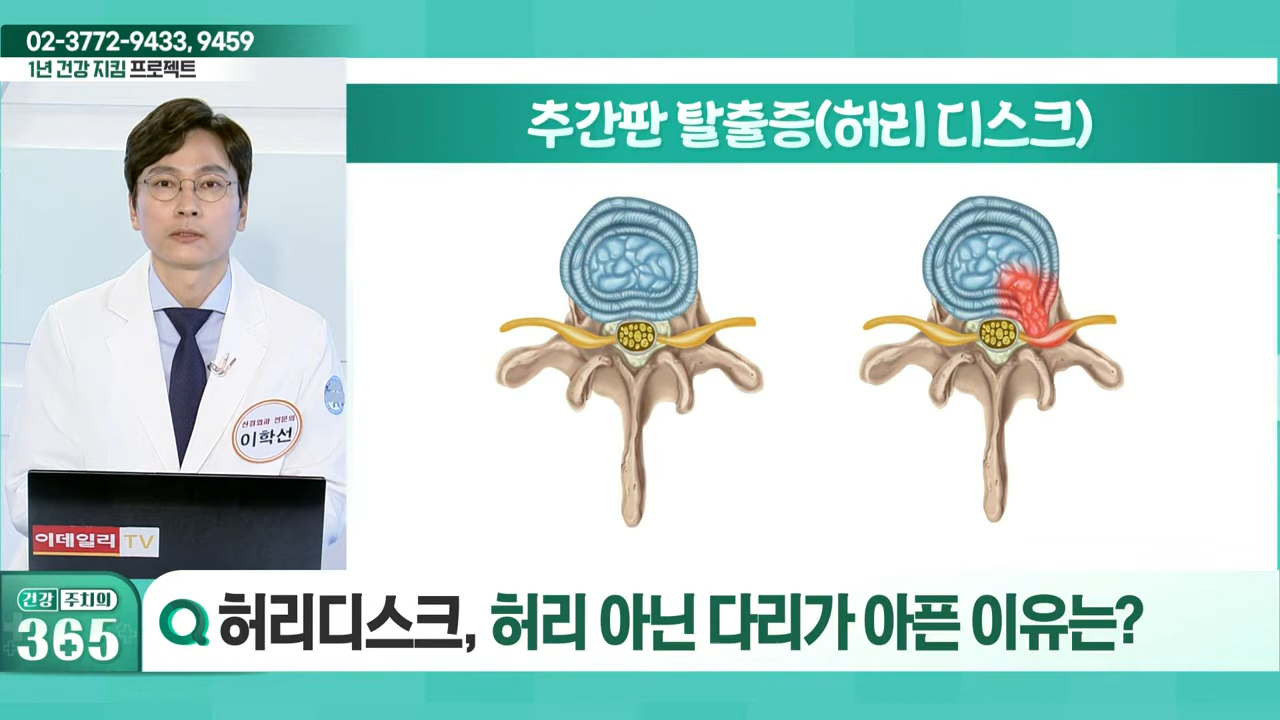 02-3772-9433, 9459
1년 건강 지킴 프로젝트
추간판 탈출증(허리 디스크)
신경외과 전문의
이학선
이데일리 TV
건강 주치의
365
허리디스크, 허리 아닌 다리가 아픈 이유는?